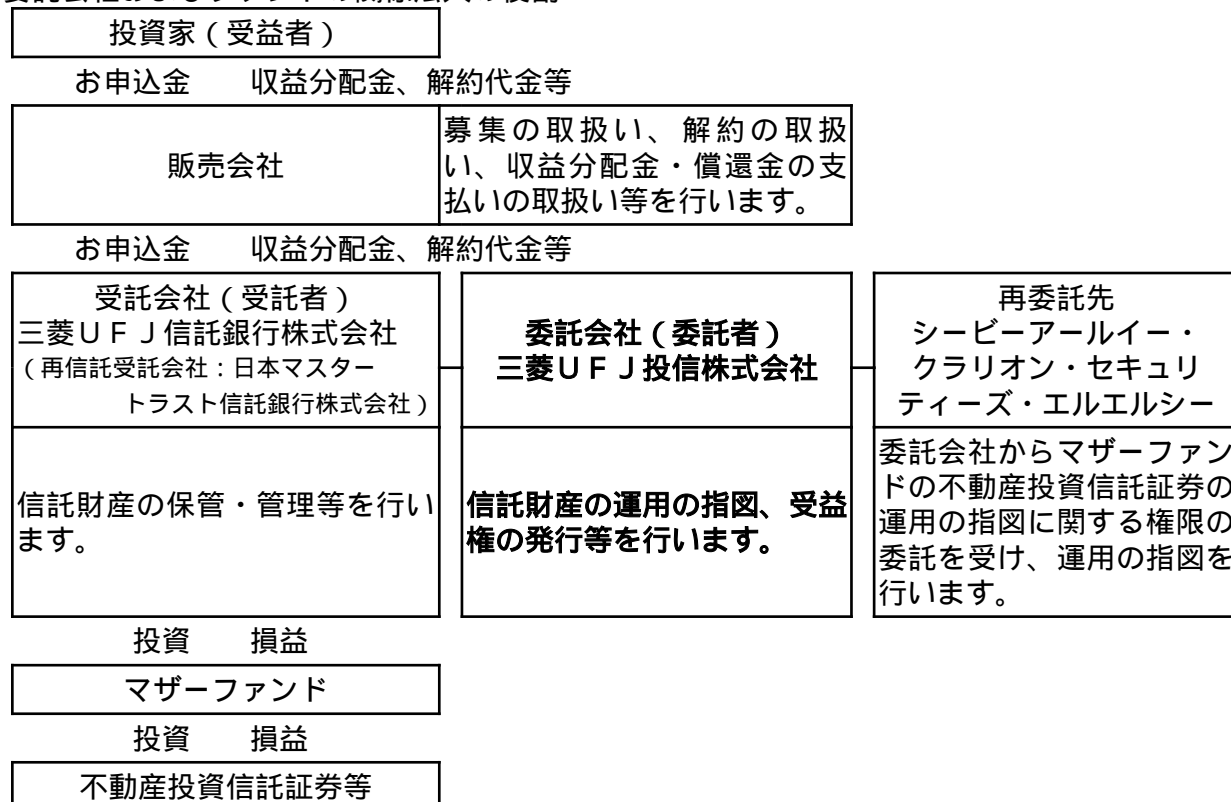 投資家（受益者）
お申込金　収益分配金、解約代金等
販売会社
募集の取扱い、解約の取扱
い、収益分配金・償還金の支
払いの取扱い等を行います。
お申込金　収益分配金、解約代金等
受託会社（受託者）
三菱ＵＦＪ信託銀行株式会社
（再信託受託会社：日本マスター
トラスト信託銀行株式会社）
委託会社（委託者）
三菱ＵＦＪ投信株式会社
再委託先
シービーアールイー・
クラリオン・セキュリ
ティーズ・エルエルシー
信託財産の保管・管理等を行い
ます。
信託財産の運用の指図、受益
権の発行等を行います。
委託会社からマザーファン
ドの不動産投資信託証券の
運用の指図に関する権限の
委託を受け、運用の指図を
行います。
投資　損益
マザーファンド
投資　損益
不動産投資信託証券等